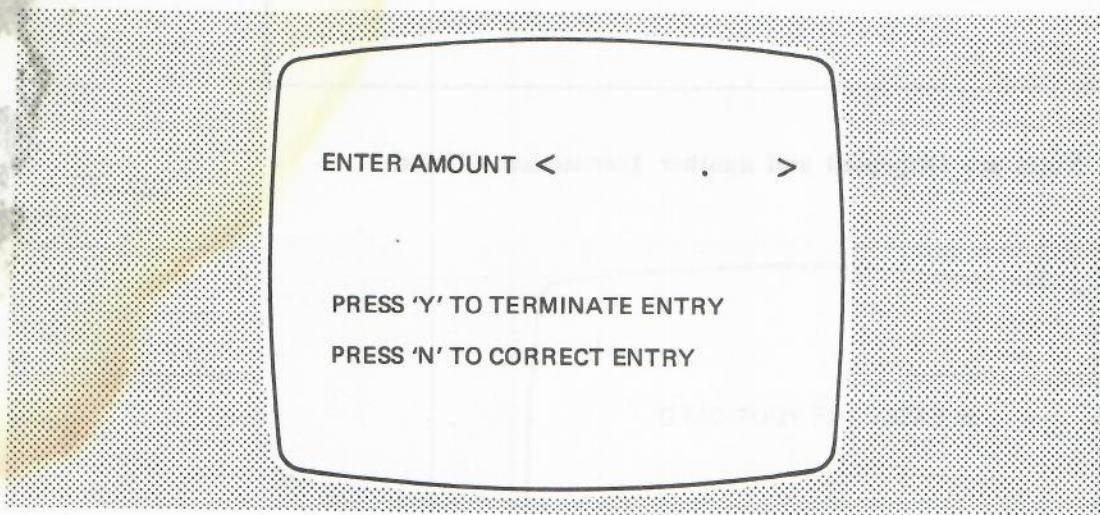 ENTER AMOUNT < . >
PRESS ‘Y’ TO TERMINATE ENTRY
PRESS ‘N’ TO CORRECT ENTRY